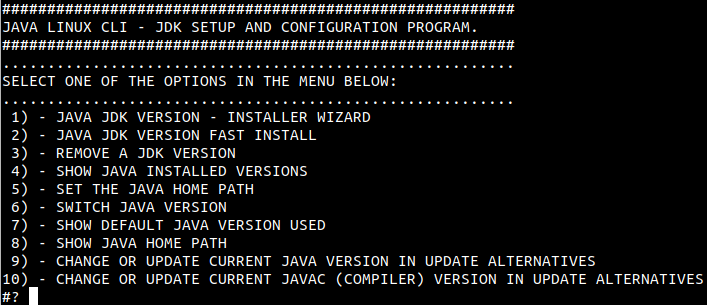 ########################################################
JAVA LINUX CLI - JDK SETUP AND CONFIGURATION PROGRAM.
########################################################
........................................................
SELECT ONE OF THE OPTIONS IN THE MENU BELOW:
........................................................
1) - JAVA JDK VERSION - INSTALLER WIZARD
2) - JAVA JDK VERSION FAST INSTALL
3) - REMOVE A JDK VERSION
4) - SHOW JAVA INSTALLED VERSIONS
5) - SET THE JAVA HOME PATH
6) - SWITCH JAVA VERSION
7) - SHOW DEFAULT JAVA VERSION USED
8) - SHOW JAVA HOME PATH
9) - CHANGE OR UPDATE CURRENT JAVA VERSION IN UPDATE ALTERNATIVES
10) - CHANGE OR UPDATE CURRENT JAVAC (COMPILER) VERSION IN UPDATE ALTERNATIVES
#?